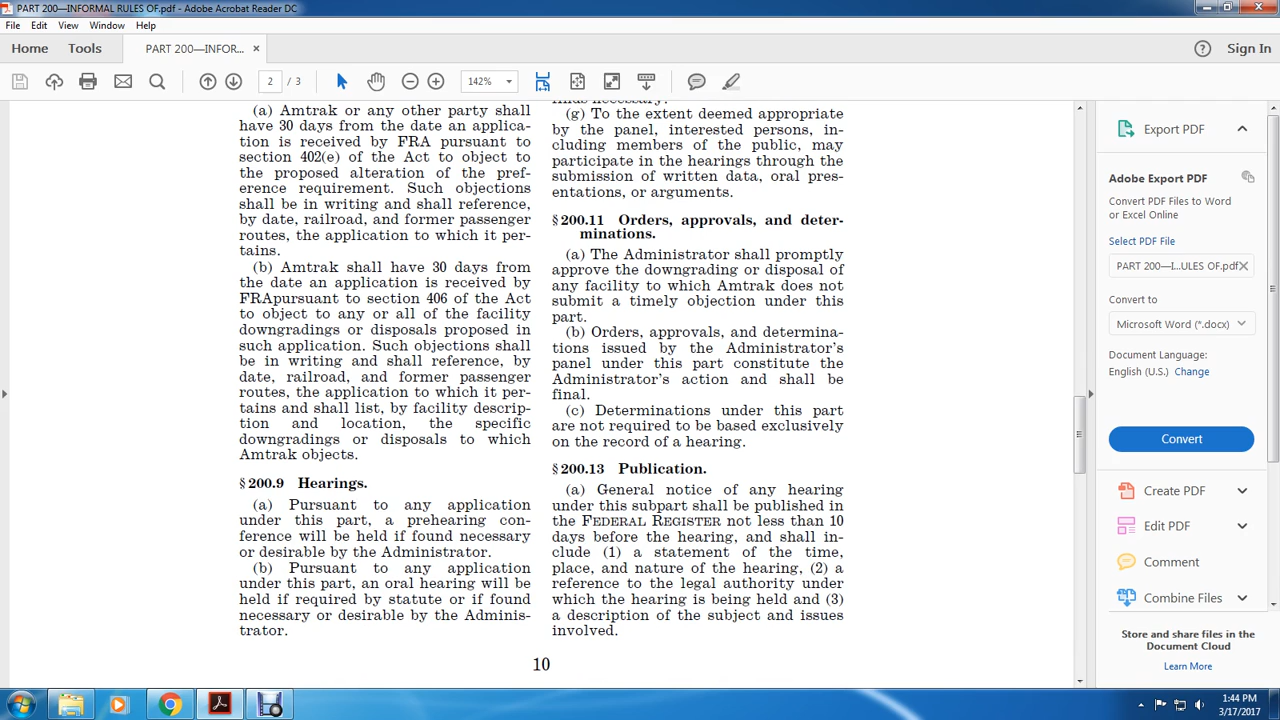 PART 200—INFORMAL RULES OF.pdf - Adobe Acrobat Reader DC
File Edit View Window Help
Home Tools PART 200—INFOR... × Sign In
2 / 3 142%
(a) Amtrak or any other party shall
have 30 days from the date an applica-
tion is received by FRA pursuant to
section 402(e) of the Act to object to
the proposed alteration of the pref-
erence requirement. Such objections
shall be in writing and shall reference,
by date, railroad, and former passenger
routes, the application to which it per-
tains.
(b) Amtrak shall have 30 days from
the date an application is received by
FRApursuant to section 406 of the Act
to object to any or all of the facility
downgradings or disposals proposed in
such application. Such objections shall
be in writing and shall reference, by
date, railroad, and former passenger
routes, the application to which it per-
tains and shall list, by facility descrip-
tion and location, the specific
downgradings or disposals to which
Amtrak objects.
§ 200.9 Hearings.
(a) Pursuant to any application
under this part, a prehearing con-
ference will be held if found necessary
or desirable by the Administrator.
(b) Pursuant to any application
under this part, an oral hearing will be
held if required by statute or if found
necessary or desirable by the Adminis-
trator.
(g) To the extent deemed appropriate
by the panel, interested persons, in-
cluding members of the public, may
participate in the hearings through the
submission of written data, oral pres-
entations, or arguments.
§ 200.11 Orders, approvals, and deter-
minations.
(a) The Administrator shall promptly
approve the downgrading or disposal of
any facility to which Amtrak does not
submit a timely objection under this
part.
(b) Orders, approvals, and determina-
tions issued by the Administrator's
panel under this part constitute the
Administrator's action and shall be
final.
(c) Determinations under this part
are not required to be based exclusively
on the record of a hearing.
§ 200.13 Publication.
(a) General notice of any hearing
under this subpart shall be published in
the FEDERAL REGISTER not less than 10
days before the hearing, and shall in-
clude (1) a statement of the time,
place, and nature of the hearing, (2) a
reference to the legal authority under
which the hearing is being held and (3)
a description of the subject and issues
involved.
10
Export PDF
Adobe Export PDF
Convert PDF Files to Word
or Excel Online
Select PDF File
PART 200—I...ULES OF.pdf
Convert to
Microsoft Word (*.docx)
Document Language:
English (U.S.) Change
Convert
Create PDF
Edit PDF
Comment
Combine Files
Store and share files in the
Document Cloud
Learn More
1:44 PM
3/17/2017